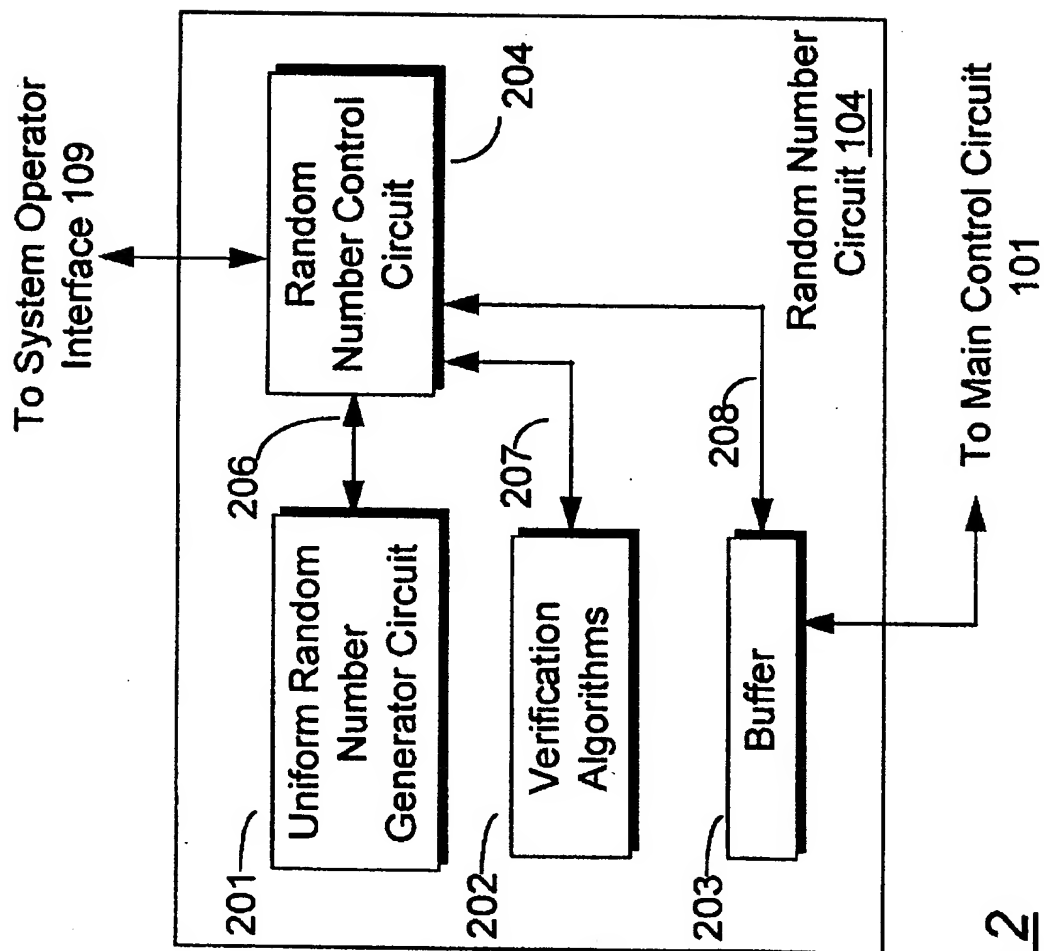 To System Operator
Interface 109
201
Uniform Random
Number
Generator Circuit
206
Random
Number Control
Circuit
204
202
Verification
Algorithms
207
203
Buffer
208
Random Number
Circuit 104
To Main Control Circuit
101
2